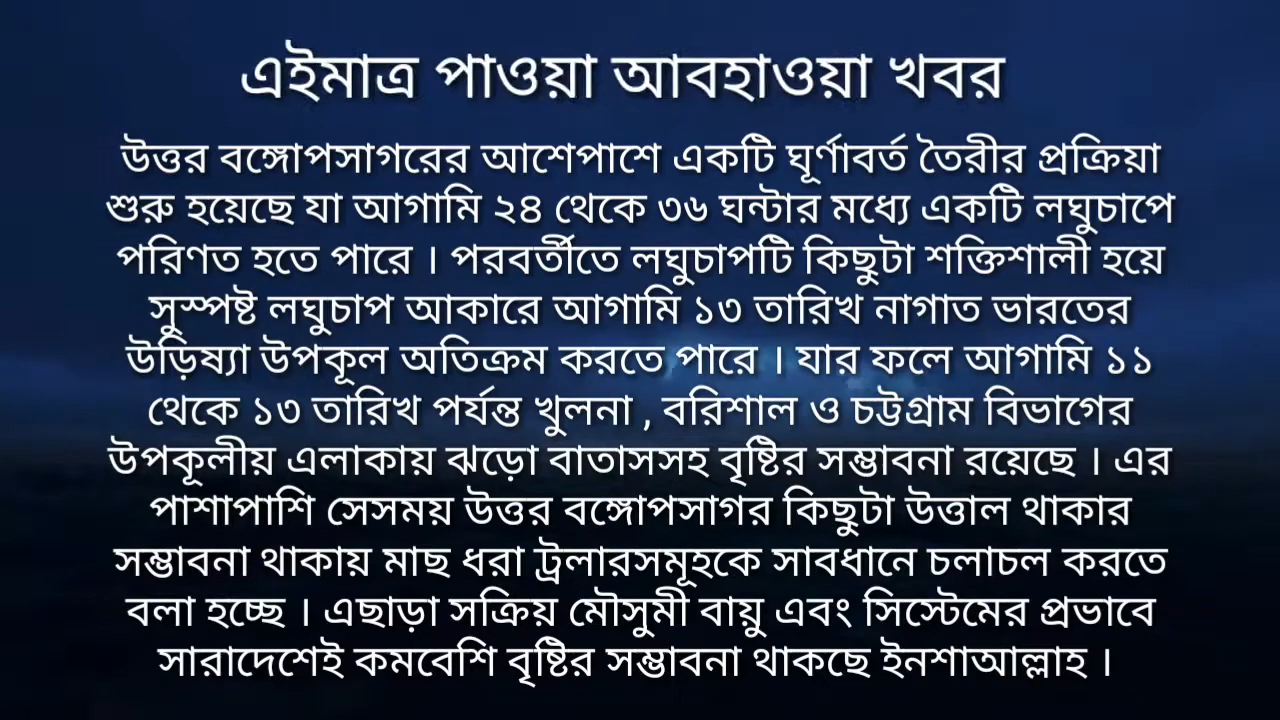 এইমাত্র পাওয়া আবহাওয়া খবর
উত্তর বঙ্গোপসাগরের আশেপাশে একটি ঘূর্ণাবর্ত তৈরীর প্রক্রিয়া
শুরু হয়েছে যা আগামি ২৪ থেকে ৩৬ ঘন্টার মধ্যে একটি লঘুচাপে
পরিণত হতে পারে । পরবর্তীতে লঘুচাপটি কিছুটা শক্তিশালী হয়ে
সুস্পষ্ট লঘুচাপ আকারে আগামি ১৩ তারিখ নাগাত ভারতের
উড়িষ্যা উপকূল অতিক্রম করতে পারে । যার ফলে আগামি ১১
থেকে ১৩ তারিখ পর্যন্ত খুলনা , বরিশাল ও চট্টগ্রাম বিভাগের
উপকূলীয় এলাকায় ঝড়ো বাতাসসহ বৃষ্টির সম্ভাবনা রয়েছে । এর
পাশাপাশি সেসময় উত্তর বঙ্গোপসাগর কিছুটা উত্তাল থাকার
সম্ভাবনা থাকায় মাছ ধরা ট্রলারসমূহকে সাবধানে চলাচল করতে
বলা হচ্ছে । এছাড়া সক্রিয় মৌসুমী বায়ু এবং সিস্টেমের প্রভাবে
সারাদেশেই কমবেশি বৃষ্টির সম্ভাবনা থাকছে ইনশাআল্লাহ ।